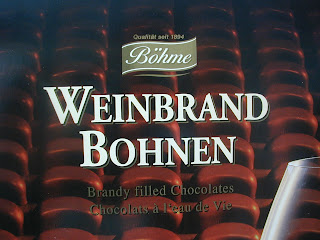 Qualität seit 1894
Böhme
WEINBRAND
BOHNEN
Brandy filled Chocolates
Chocolats à l'eau de Vie